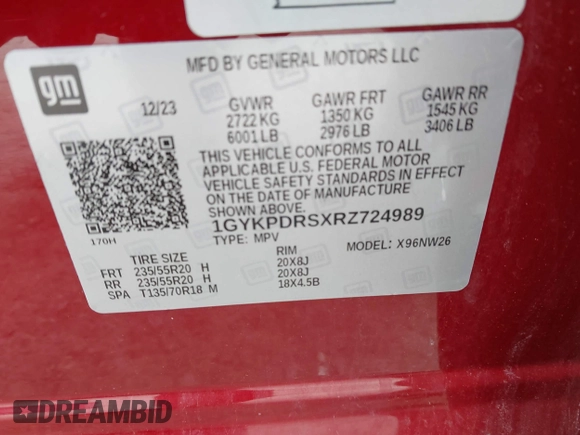 MFD BY GENERAL MOTORS LLC
gm
12/23 GVWR GAWR FRT GAWR RR
2722 KG 1350 KG 1545 KG
6001 LB 2976 LB 3406 LB
THIS VEHICLE CONFORMS TO ALL
APPLICABLE U.S. FEDERAL MOTOR
VEHICLE SAFETY STANDARDS IN EFFECT
ON THE DATE OF MANUFACTURE
SHOWN ABOVE.
1GYKPDRSXRZ724989
170H
TYPE: MPV MODEL: X96NW26
TIRE SIZE RIM
FRT 235/55R20 H 20X8J
RR 235/55R20 H 20X8J
SPA T135/70R18 M 18X4.5B
DREAMBID